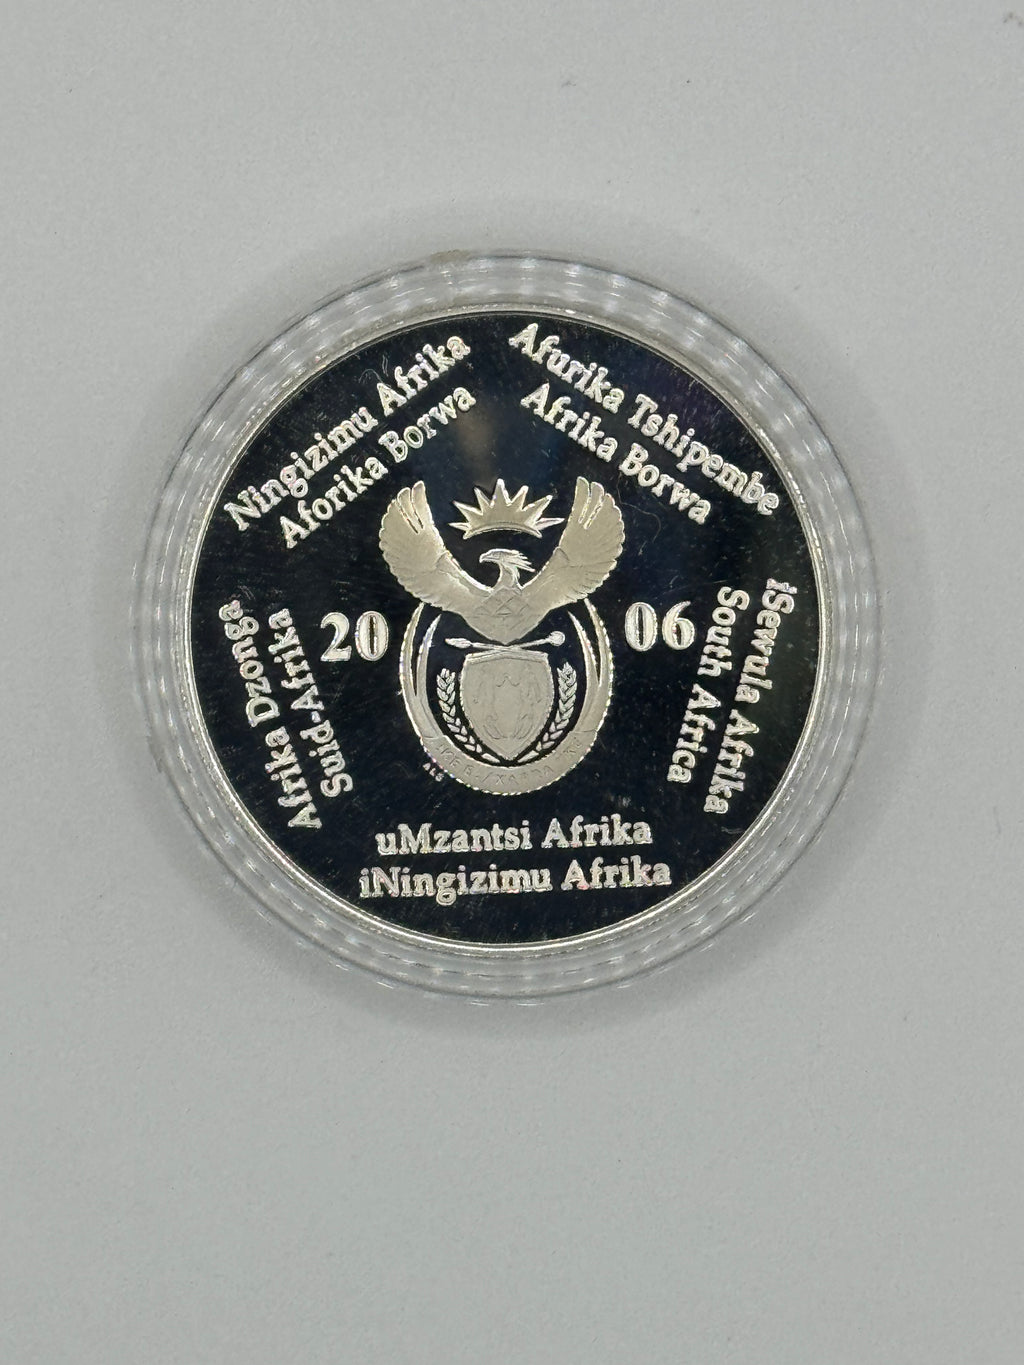 Ningizimu Afrika
Aforika Borwa
Afurika Tshipembe
Afrika Borwa
iSewula Afrika
South Africa
uMzantsi Afrika
iNingizimu Afrika
Afrika Dzonga
Suid-Afrika
20 06